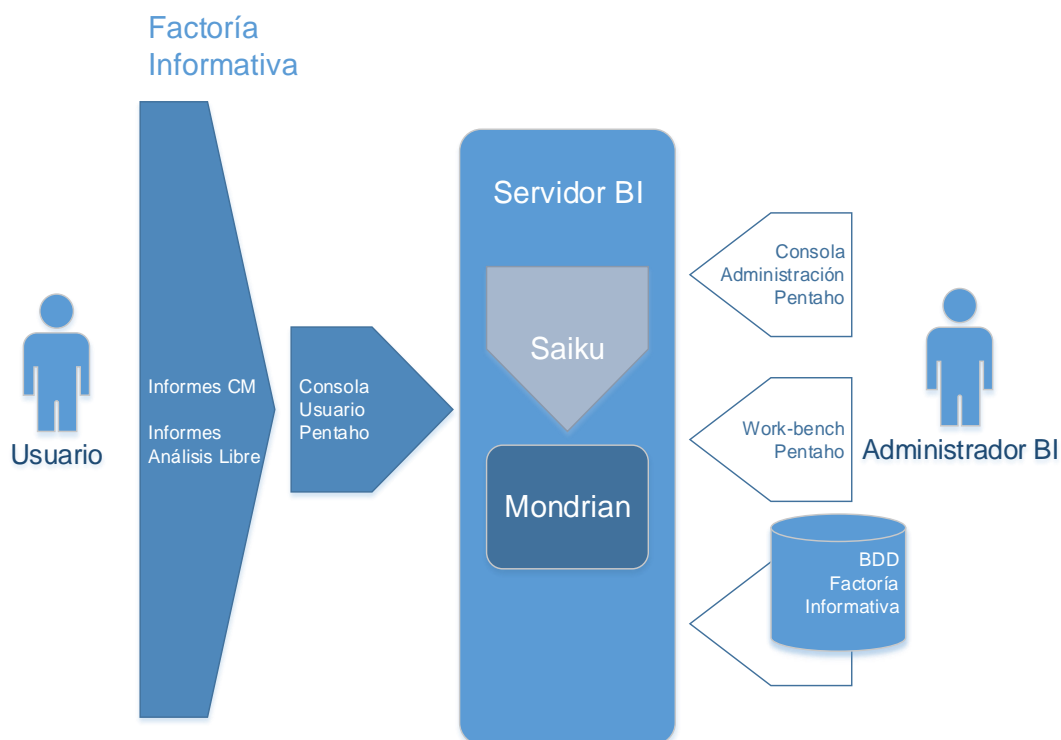 Factoría
Informativa
Servidor BI
Consola
Administración
Pentaho
Saiku
Informes CM
Informes
Análisis Libre
Consola
Usuario
Pentaho
Usuario
Work-bench
Pentaho
Administrador BI
Mondrian
BDD
Factoría
Informativa